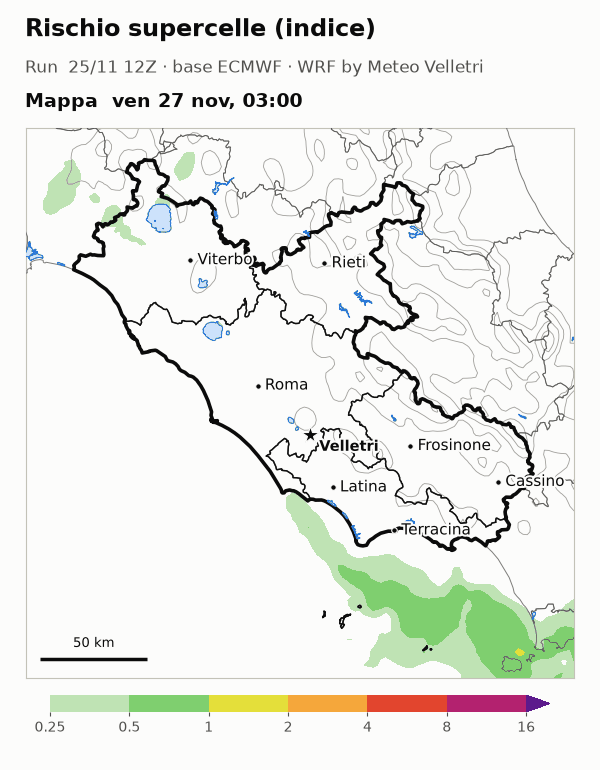 Rischio supercelle (indice)
Run  25/11 12Z · base ECMWF · WRF by Meteo Velletri
Mappa  ven 27 nov, 03:00
Viterbo
Rieti
Roma
Velletri
Frosinone
Latina
Cassino
Terracina
50 km
0.25 0.5 1 2 4 8 16